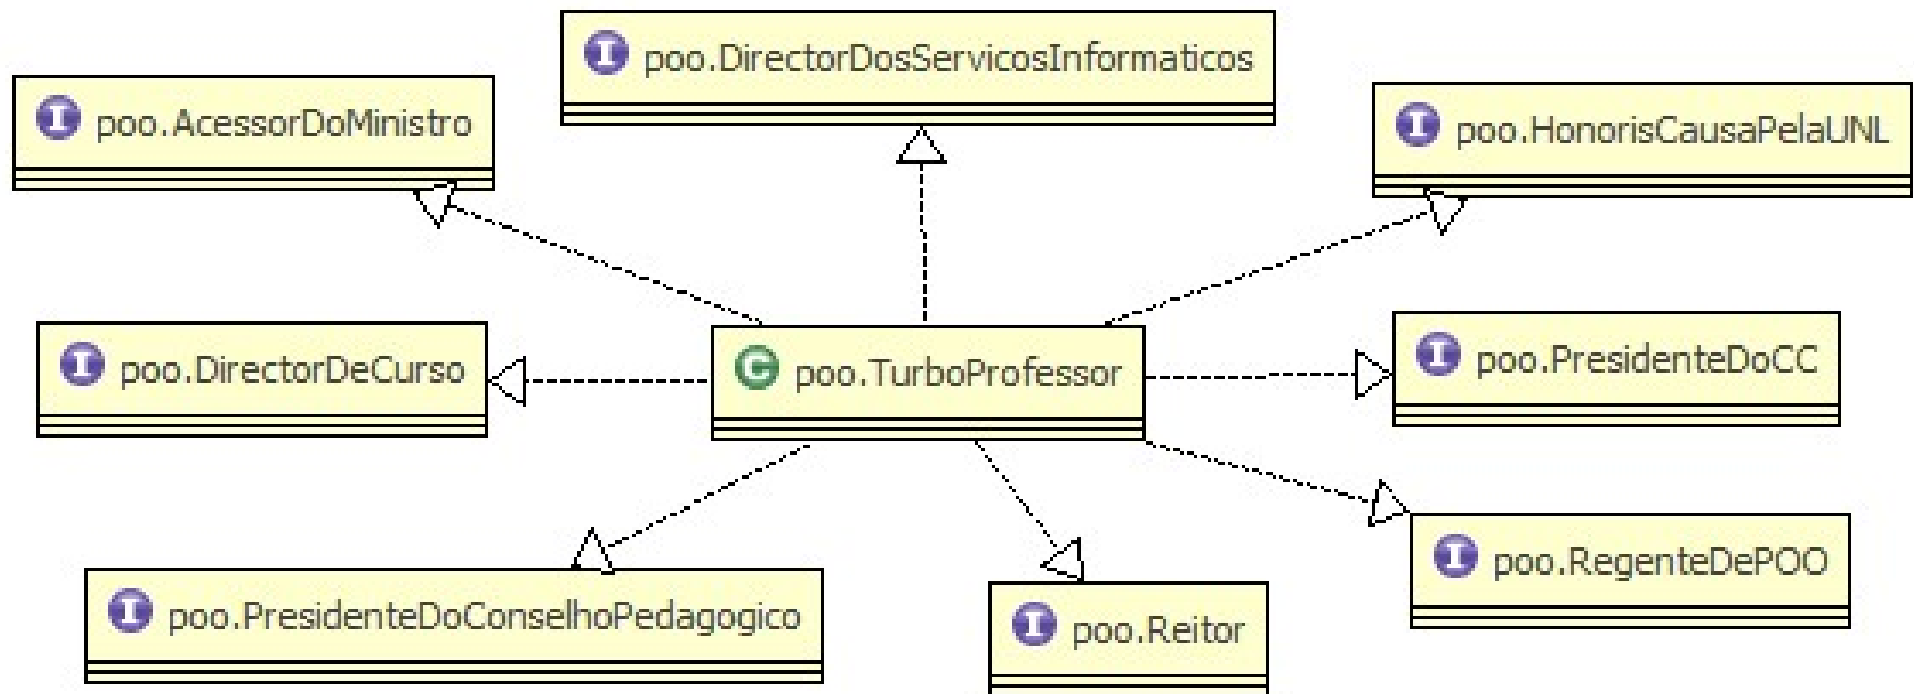 I poo.DirectorDosServicosInformaticos
I poo.AcessorDoMinistro
I poo.HonorisCausaPelaUNL
I poo.DirectorDeCurso
C poo.TurboProfessor
I poo.PresidenteDoCC
I poo.RegenteDePOO
I poo.PresidenteDoConselhoPedagogico
I poo.Reitor